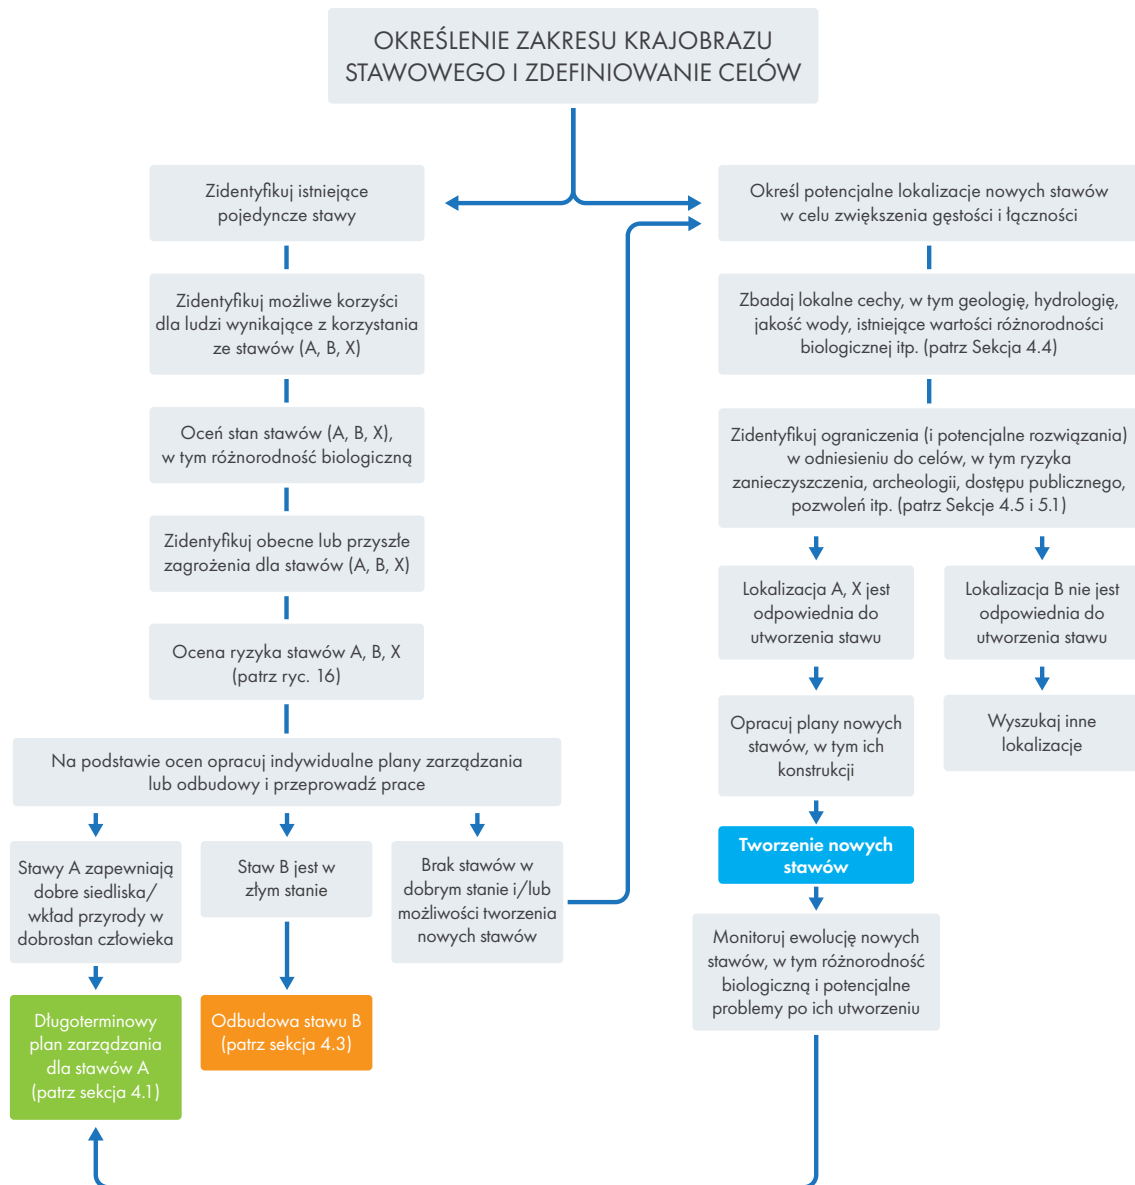 OKREŚLENIE ZAKRESU KRAJOBRAZU
STAWOWEGO I ZDEFINIOWANIE CELÓW
Zidentyfikuj istniejące
pojedyncze stawy
Zidentyfikuj możliwe korzyści
dla ludzi wynikające z korzystania
ze stawów (A, B, X)
Oceń stan stawów (A, B, X),
w tym różnorodność biologiczną
Zidentyfikuj obecne lub przyszłe
zagrożenia dla stawów (A, B, X)
Ocena ryzyka stawów A, B, X
(patrz ryc. 16)
Na podstawie ocen opracuj indywidualne plany zarządzania
lub odbudowy i przeprowadź prace
Stawy A zapewniają
dobre siedliska/
wkład przyrody w
dobrostan człowieka
Staw B jest w
złym stanie
Brak stawów w
dobrym stanie i/lub
możliwości tworzenia
nowych stawów
Długoterminowy
plan zarządzania
dla stawów A
(patrz sekcja 4.1)
Odbudowa stawu B
(patrz sekcja 4.3)
Określ potencjalne lokalizacje nowych stawów
w celu zwiększenia gęstości i łączności
Zbadaj lokalne cechy, w tym geologię, hydrologię,
jakość wody, istniejące wartości różnorodności
biologicznej itp. (patrz Sekcja 4.4)
Zidentyfikuj ograniczenia (i potencjalne rozwiązania)
w odniesieniu do celów, w tym ryzyka
zanieczyszczenia, archeologii, dostępu publicznego,
pozwoleń itp. (patrz Sekcje 4.5 i 5.1)
Lokalizacja A, X jest
odpowiednia do
utworzenia stawu
Lokalizacja B nie jest
odpowiednia do
utworzenia stawu
Opracuj plany nowych
stawów, w tym ich
konstrukcji
Wyszukaj inne
lokalizacje
Tworzenie nowych
stawów
Monitoruj ewolucję nowych
stawów, w tym różnorodność
biologiczną i potencjalne
problemy po ich utworzeniu